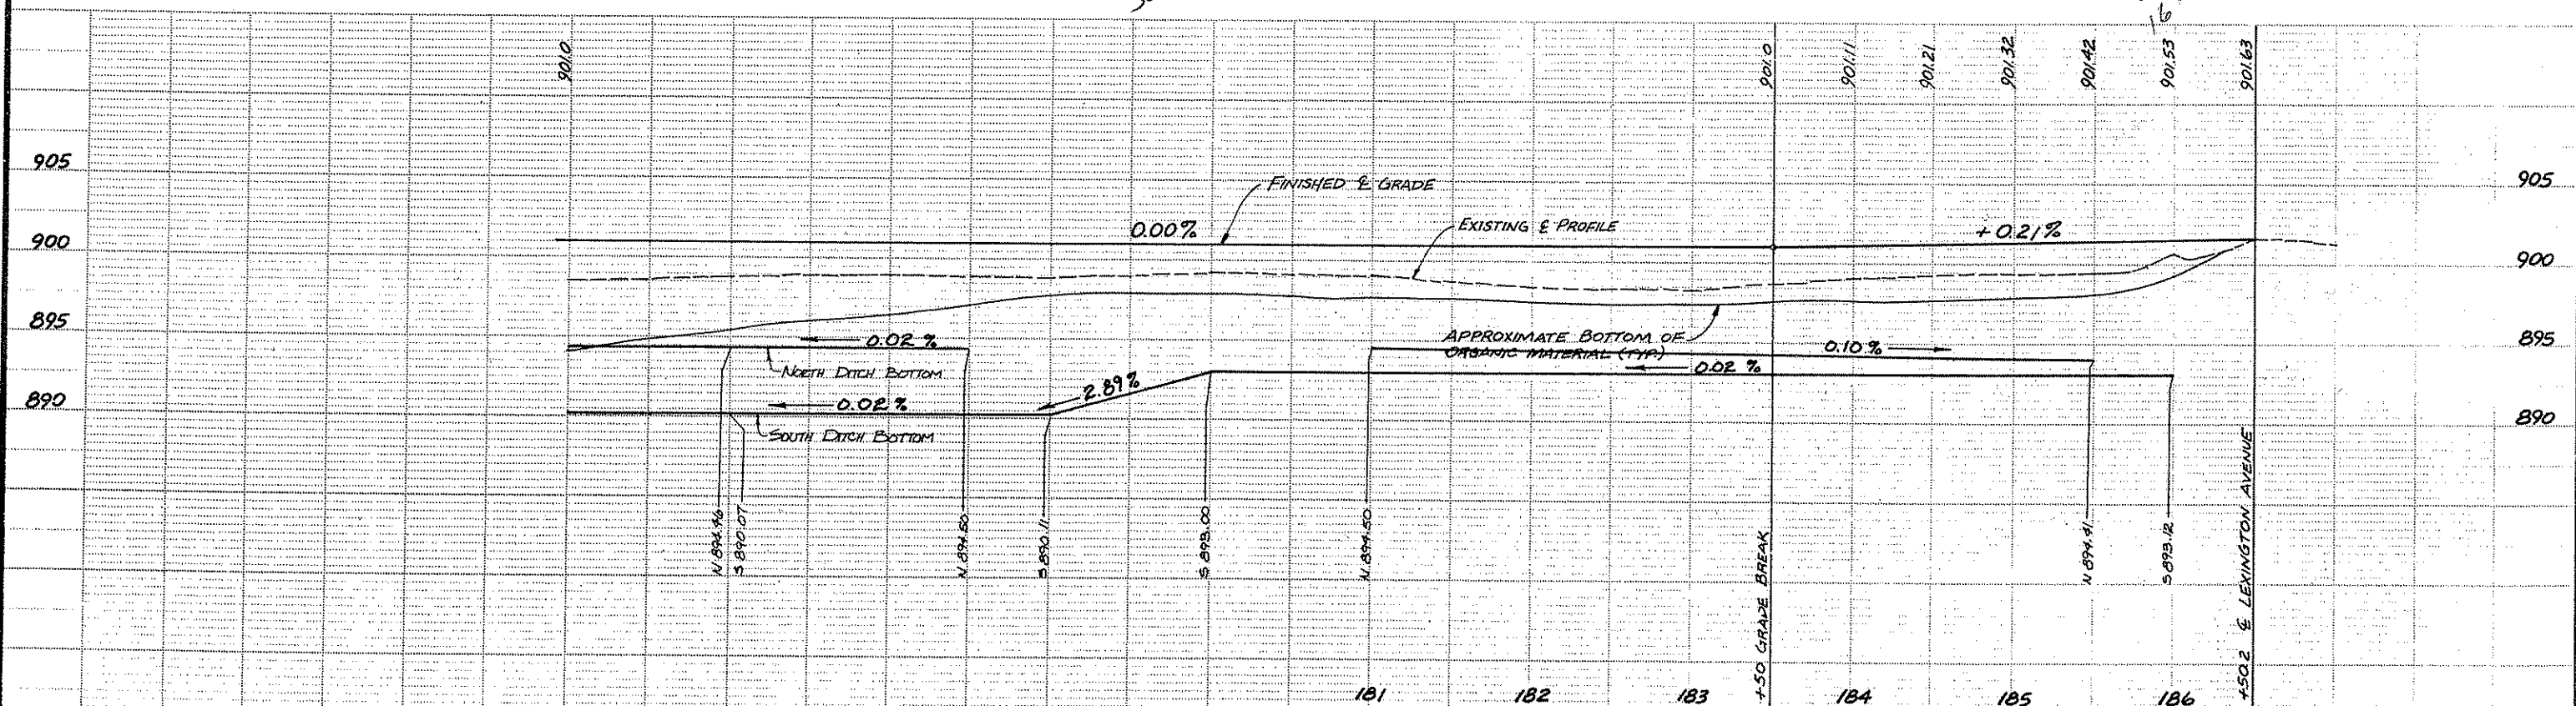 16
901.0
901.0
901.11
901.21
901.32
901.42
901.53
901.63
905
905
FINISHED ℄ GRADE
0.00%
EXISTING ℄ PROFILE
+0.21%
900
900
895
895
0.02 %
APPROXIMATE BOTTOM OF
ORGANIC MATERIAL (TYP.)
0.10%
0.02 %
NORTH DITCH BOTTOM
2.89%
890
890
0.02 %
SOUTH DITCH BOTTOM
N 894.46
S 890.07
N 894.50
S 890.11
S 893.00
N 894.50
+50 GRADE BREAK
N 894.41
S 893.12
+50.2 ℄ LEXINGTON AVENUE
181
182
183
184
185
186